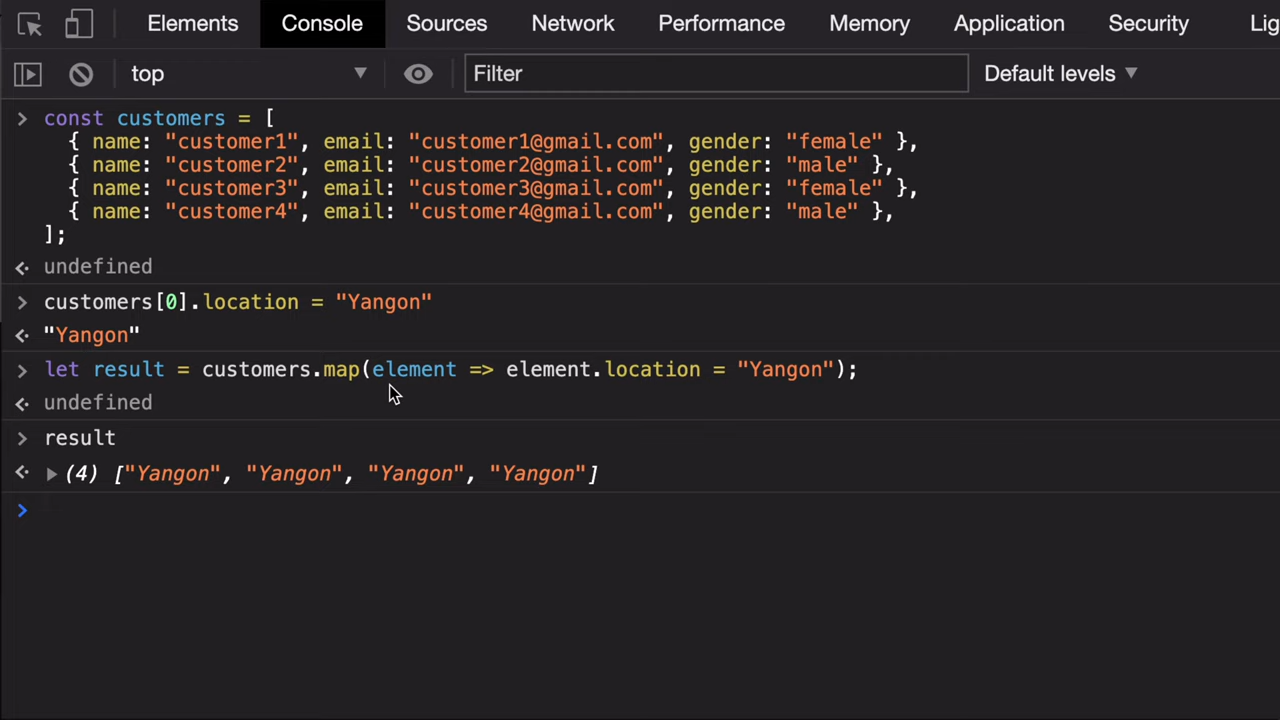 Elements Console Sources Network Performance Memory Application Security Lig
top Filter Default levels
> const customers = [
{ name: "customer1", email: "customer1@gmail.com", gender: "female" },
{ name: "customer2", email: "customer2@gmail.com", gender: "male" },
{ name: "customer3", email: "customer3@gmail.com", gender: "female" },
{ name: "customer4", email: "customer4@gmail.com", gender: "male" },
];
undefined
> customers[0].location = "Yangon"
"Yangon"
> let result = customers.map(element => element.location = "Yangon");
undefined
> result
(4) ["Yangon", "Yangon", "Yangon", "Yangon"]
>